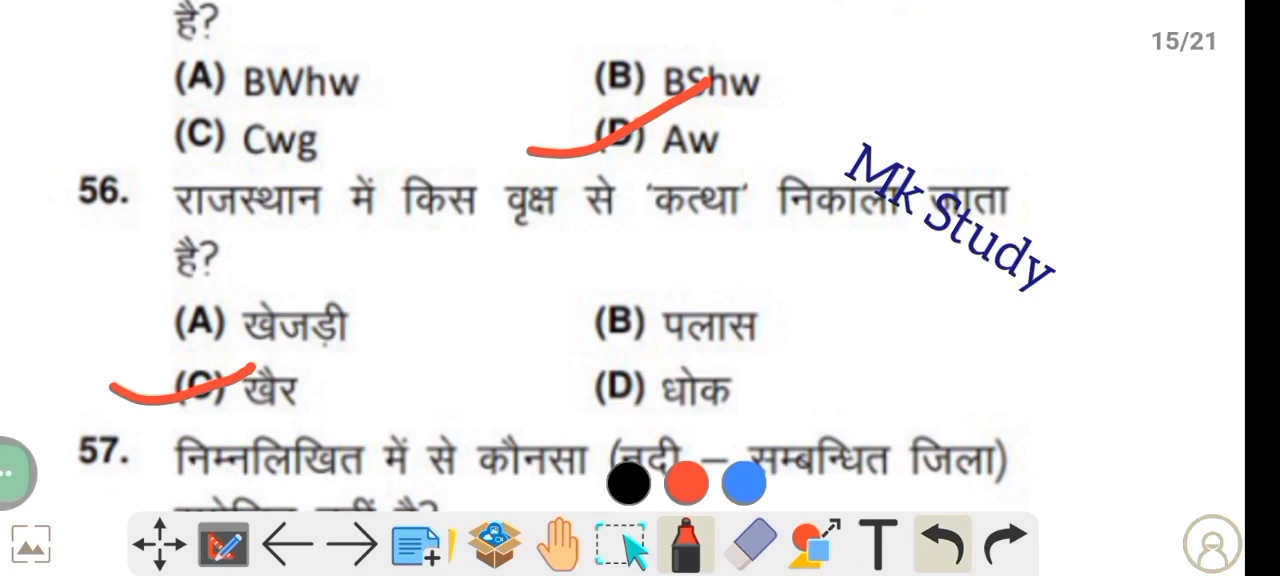 है?
15/21
(A) BWhw (B) BShw
(C) Cwg (D) Aw
Mk Study
56. राजस्थान में किस वृक्ष से ‘कत्था’ निकाला जाता
है?
(A) खेजड़ी (B) पलास
(C) खैर (D) धोक
57. निम्नलिखित में से कौनसा (नदी – सम्बन्धित जिला)